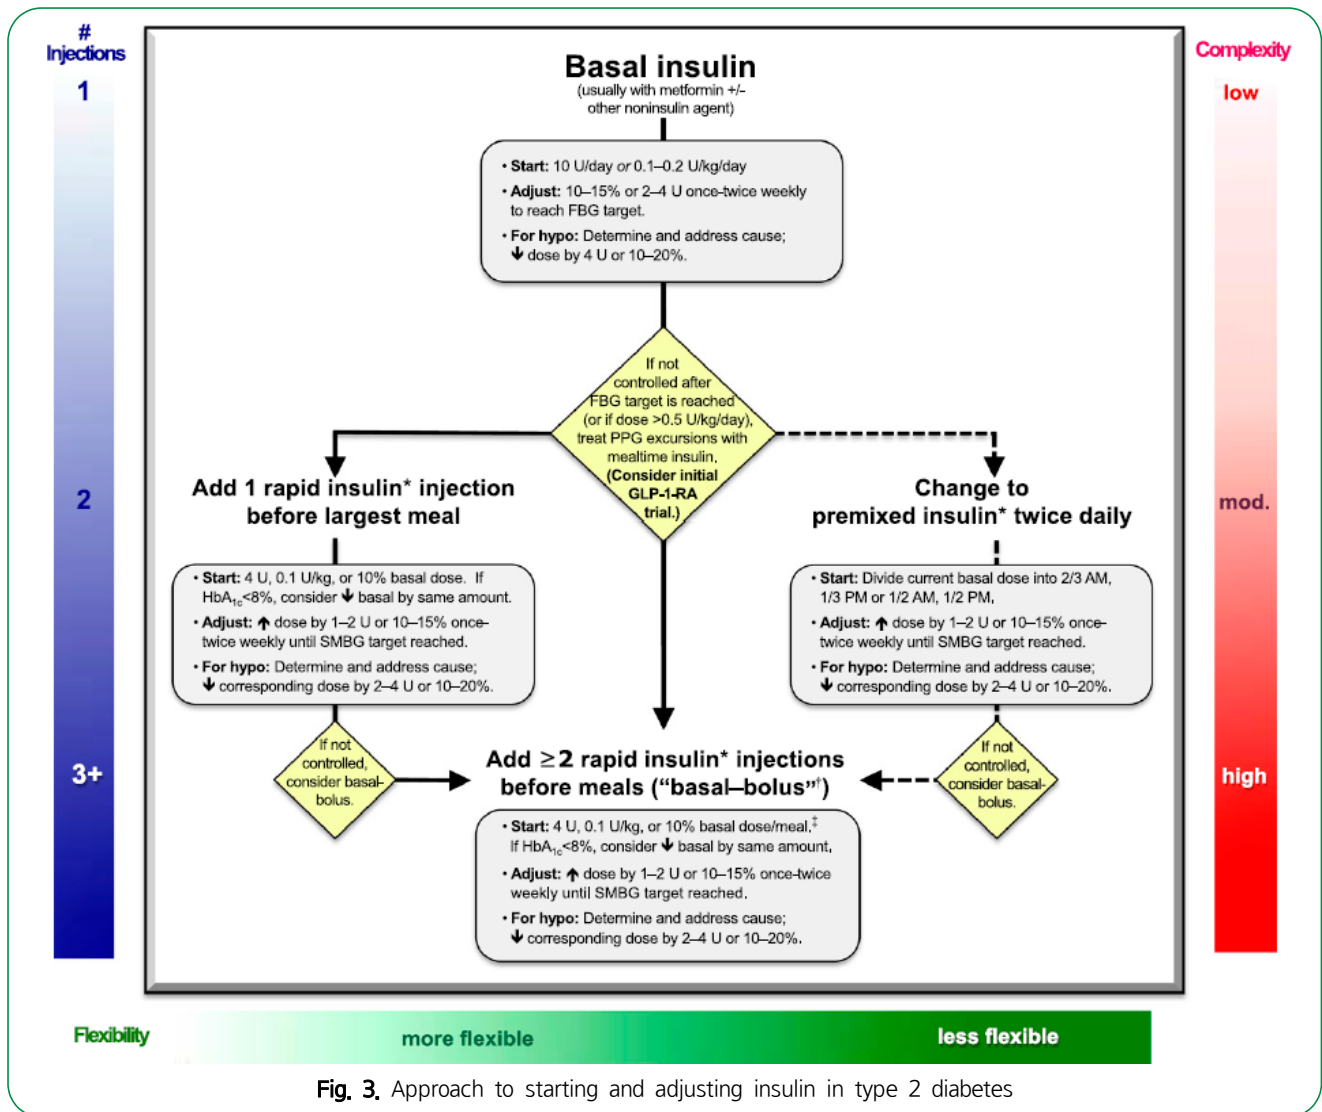 #
Injections
1
2
3+
Complexity
low
mod.
high
Basal insulin
(usually with metformin +/-
other noninsulin agent)
• Start: 10 U/day or 0.1–0.2 U/kg/day
• Adjust: 10–15% or 2–4 U once-twice weekly
to reach FBG target.
• For hypo: Determine and address cause;
↓ dose by 4 U or 10–20%.
If not
controlled after
FBG target is reached
(or if dose >0.5 U/kg/day),
treat PPG excursions with
mealtime insulin.
(Consider initial
GLP-1-RA
trial.)
Add 1 rapid insulin* injection
before largest meal
• Start: 4 U, 0.1 U/kg, or 10% basal dose. If
HbA1c<8%, consider ↓ basal by same amount.
• Adjust: ↑ dose by 1–2 U or 10–15% once-
twice weekly until SMBG target reached.
• For hypo: Determine and address cause;
↓ corresponding dose by 2–4 U or 10–20%.
If not
controlled,
consider basal-
bolus.
Change to
premixed insulin* twice daily
• Start: Divide current basal dose into 2/3 AM,
1/3 PM or 1/2 AM, 1/2 PM.
• Adjust: ↑ dose by 1–2 U or 10–15% once-
twice weekly until SMBG target reached.
• For hypo: Determine and address cause;
↓ corresponding dose by 2–4 U or 10–20%.
If not
controlled,
consider basal-
bolus.
Add ≥2 rapid insulin* injections
before meals ("basal–bolus"†)
• Start: 4 U, 0.1 U/kg, or 10% basal dose/meal.‡
If HbA1c<8%, consider ↓ basal by same amount.
• Adjust: ↑ dose by 1–2 U or 10–15% once-twice
weekly until SMBG target reached.
• For hypo: Determine and address cause;
↓ corresponding dose by 2–4 U or 10–20%.
Flexibility
more flexible
less flexible
Fig. 3. Approach to starting and adjusting insulin in type 2 diabetes